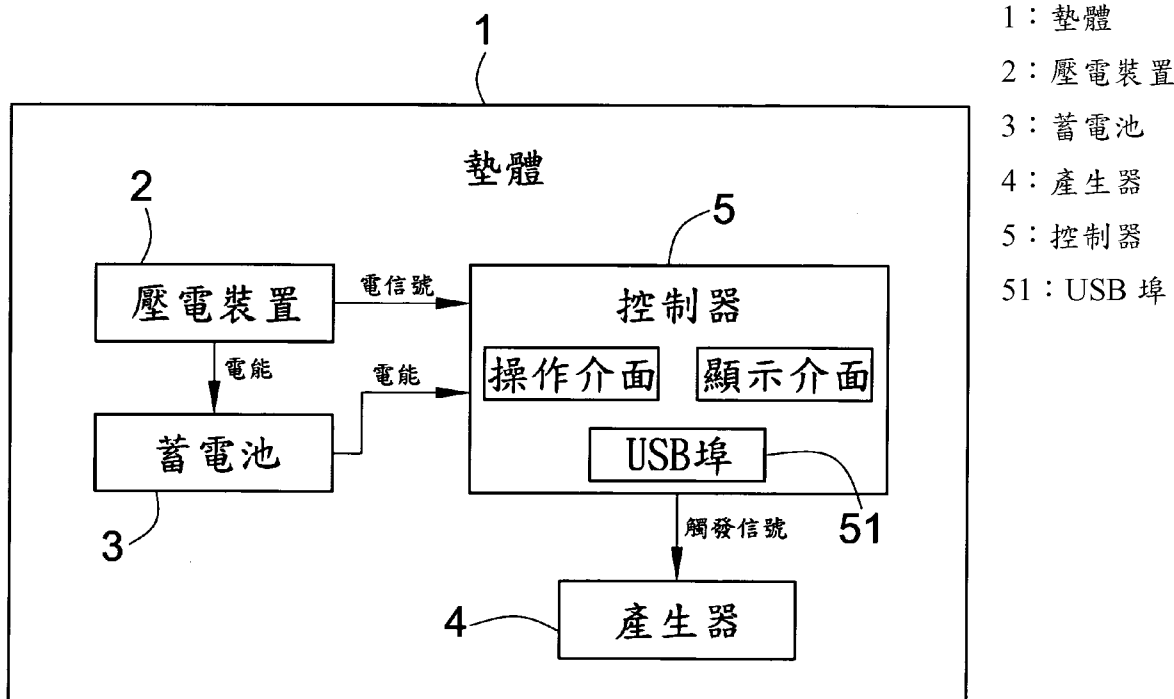 1
墊體
2
壓電裝置
電信號
5
控制器
操作介面
顯示介面
USB埠
51
電能
電能
蓄電池
3
觸發信號
4
產生器
1：墊體
2：壓電裝置
3：蓄電池
4：產生器
5：控制器
51：USB 埠